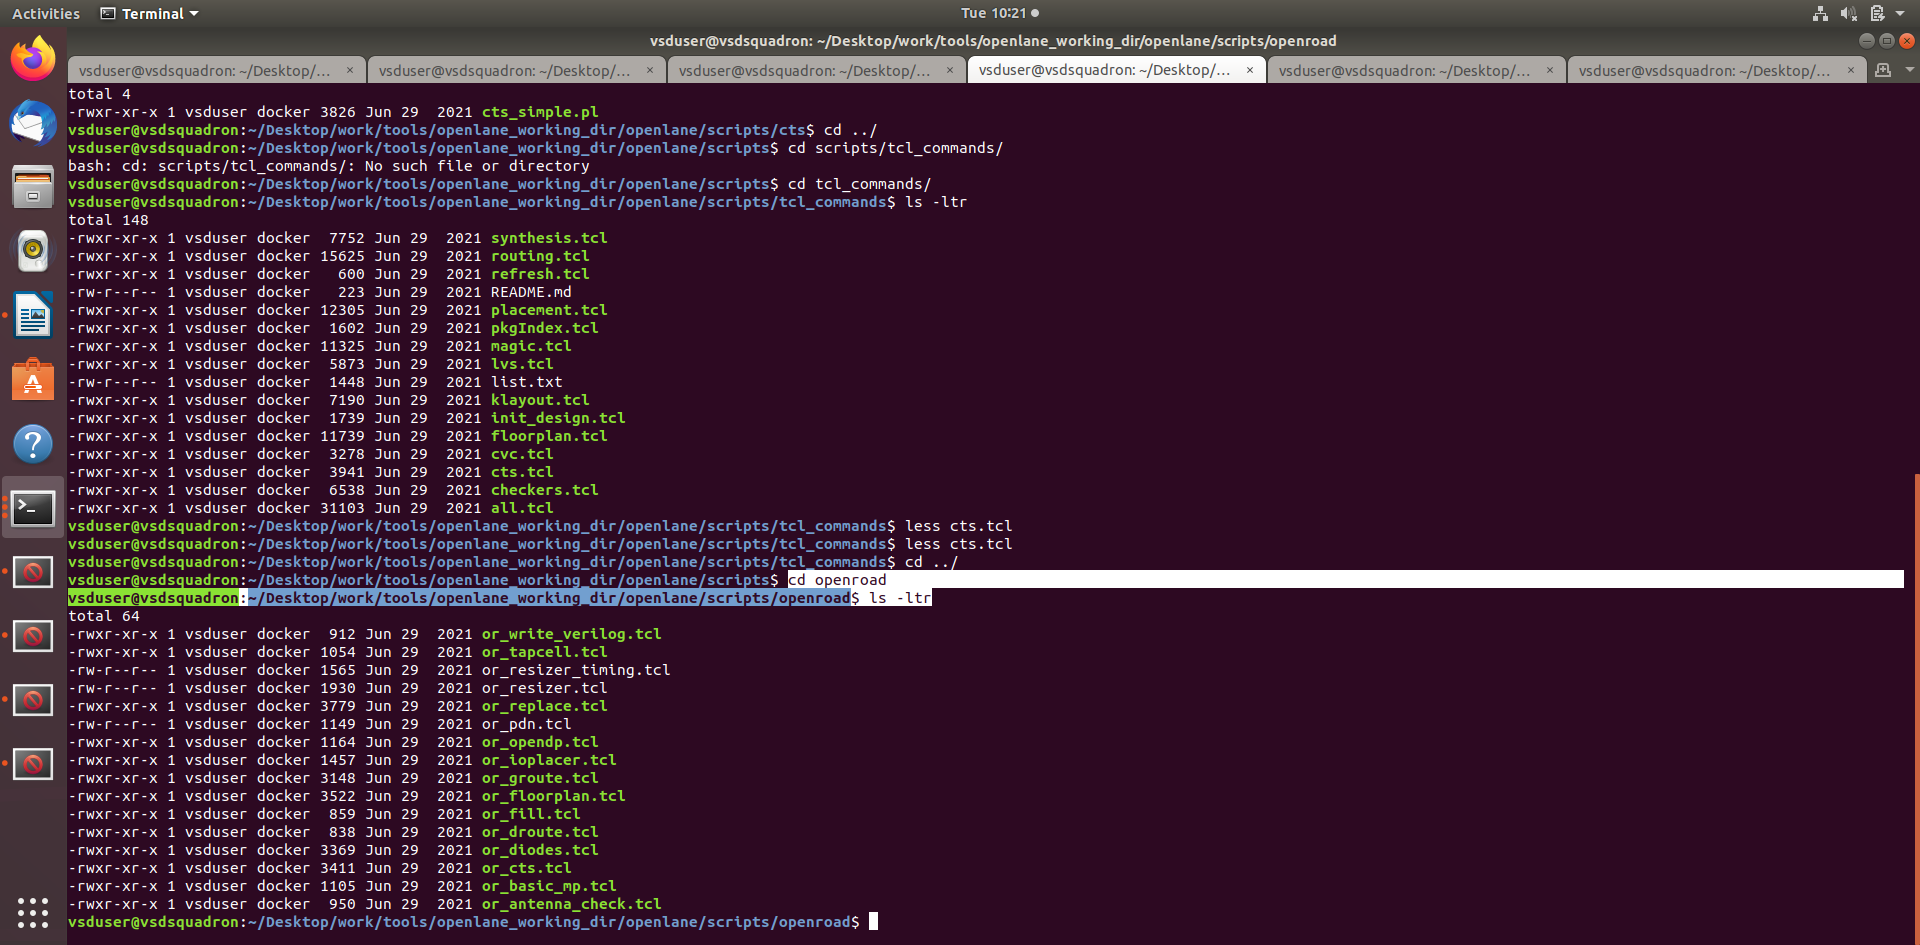 Activities
Terminal
Tue 10:21
vsduser@vsdsquadron: ~/Desktop/work/tools/openlane_working_dir/openlane/scripts/openroad
vsduser@vsdsquadron: ~/Desktop/... × vsduser@vsdsquadron: ~/Desktop/... × vsduser@vsdsquadron: ~/Desktop/... × vsduser@vsdsquadron: ~/Desktop/... × vsduser@vsdsquadron: ~/Desktop/... × vsduser@vsdsquadron: ~/Desktop/... ×
total 4
-rwxr-xr-x 1 vsduser docker 3826 Jun 29  2021 cts_simple.pl
vsduser@vsdsquadron:~/Desktop/work/tools/openlane_working_dir/openlane/scripts/cts$ cd ../
vsduser@vsdsquadron:~/Desktop/work/tools/openlane_working_dir/openlane/scripts$ cd scripts/tcl_commands/
bash: cd: scripts/tcl_commands/: No such file or directory
vsduser@vsdsquadron:~/Desktop/work/tools/openlane_working_dir/openlane/scripts$ cd tcl_commands/
vsduser@vsdsquadron:~/Desktop/work/tools/openlane_working_dir/openlane/scripts/tcl_commands$ ls -ltr
total 148
-rwxr-xr-x 1 vsduser docker  7752 Jun 29  2021 synthesis.tcl
-rwxr-xr-x 1 vsduser docker 15625 Jun 29  2021 routing.tcl
-rwxr-xr-x 1 vsduser docker   600 Jun 29  2021 refresh.tcl
-rw-r--r-- 1 vsduser docker   223 Jun 29  2021 README.md
-rwxr-xr-x 1 vsduser docker 12305 Jun 29  2021 placement.tcl
-rwxr-xr-x 1 vsduser docker  1602 Jun 29  2021 pkgIndex.tcl
-rwxr-xr-x 1 vsduser docker 11325 Jun 29  2021 magic.tcl
-rwxr-xr-x 1 vsduser docker  5873 Jun 29  2021 lvs.tcl
-rw-r--r-- 1 vsduser docker  1448 Jun 29  2021 list.txt
-rwxr-xr-x 1 vsduser docker  7190 Jun 29  2021 klayout.tcl
-rwxr-xr-x 1 vsduser docker  1739 Jun 29  2021 init_design.tcl
-rwxr-xr-x 1 vsduser docker 11739 Jun 29  2021 floorplan.tcl
-rwxr-xr-x 1 vsduser docker  3278 Jun 29  2021 cvc.tcl
-rwxr-xr-x 1 vsduser docker  3941 Jun 29  2021 cts.tcl
-rwxr-xr-x 1 vsduser docker  6538 Jun 29  2021 checkers.tcl
-rwxr-xr-x 1 vsduser docker 31103 Jun 29  2021 all.tcl
vsduser@vsdsquadron:~/Desktop/work/tools/openlane_working_dir/openlane/scripts/tcl_commands$ less cts.tcl
vsduser@vsdsquadron:~/Desktop/work/tools/openlane_working_dir/openlane/scripts/tcl_commands$ less cts.tcl
vsduser@vsdsquadron:~/Desktop/work/tools/openlane_working_dir/openlane/scripts/tcl_commands$ cd ../
vsduser@vsdsquadron:~/Desktop/work/tools/openlane_working_dir/openlane/scripts$ cd openroad
vsduser@vsdsquadron:~/Desktop/work/tools/openlane_working_dir/openlane/scripts/openroad$ ls -ltr
total 64
-rwxr-xr-x 1 vsduser docker  912 Jun 29  2021 or_write_verilog.tcl
-rwxr-xr-x 1 vsduser docker 1054 Jun 29  2021 or_tapcell.tcl
-rw-r--r-- 1 vsduser docker 1565 Jun 29  2021 or_resizer_timing.tcl
-rw-r--r-- 1 vsduser docker 1930 Jun 29  2021 or_resizer.tcl
-rwxr-xr-x 1 vsduser docker 3779 Jun 29  2021 or_replace.tcl
-rw-r--r-- 1 vsduser docker 1149 Jun 29  2021 or_pdn.tcl
-rwxr-xr-x 1 vsduser docker 1164 Jun 29  2021 or_opendp.tcl
-rwxr-xr-x 1 vsduser docker 1457 Jun 29  2021 or_ioplacer.tcl
-rwxr-xr-x 1 vsduser docker 3148 Jun 29  2021 or_groute.tcl
-rwxr-xr-x 1 vsduser docker 3522 Jun 29  2021 or_floorplan.tcl
-rwxr-xr-x 1 vsduser docker  859 Jun 29  2021 or_fill.tcl
-rwxr-xr-x 1 vsduser docker  838 Jun 29  2021 or_droute.tcl
-rwxr-xr-x 1 vsduser docker 3369 Jun 29  2021 or_diodes.tcl
-rwxr-xr-x 1 vsduser docker 3411 Jun 29  2021 or_cts.tcl
-rwxr-xr-x 1 vsduser docker 1105 Jun 29  2021 or_basic_mp.tcl
-rwxr-xr-x 1 vsduser docker  950 Jun 29  2021 or_antenna_check.tcl
vsduser@vsdsquadron:~/Desktop/work/tools/openlane_working_dir/openlane/scripts/openroad$